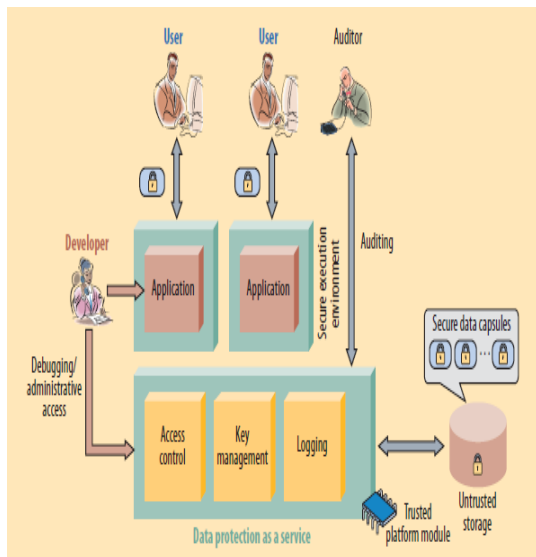 User
User
Auditor
Developer
Application
Application
Secure execution
environment
Auditing
Debugging/
administrative
access
Secure data capsules
...
Access
control
Key
management
Logging
Untrusted
storage
Trusted
platform module
Data protection as a service